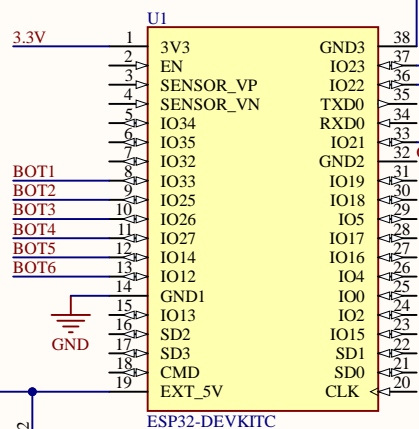 U1
3.3V 1 3V3 GND3 38
2 EN IO23 37
3 SENSOR_VP IO22 36
4 SENSOR_VN TXD0 35
5 IO34 RXD0 34
6 IO35 IO21 33
7 IO32 GND2 32
BOT1 8 IO33 IO19 31
BOT2 9 IO25 IO18 30
BOT3 10 IO26 IO5 29
BOT4 11 IO27 IO17 28
BOT5 12 IO14 IO16 27
BOT6 13 IO12 IO4 26
14 GND1 IO0 25
15 IO13 IO2 24
GND 16 SD2 IO15 23
17 SD3 SD1 22
18 CMD SD0 21
19 EXT_5V CLK 20
2
ESP32-DEVKITC